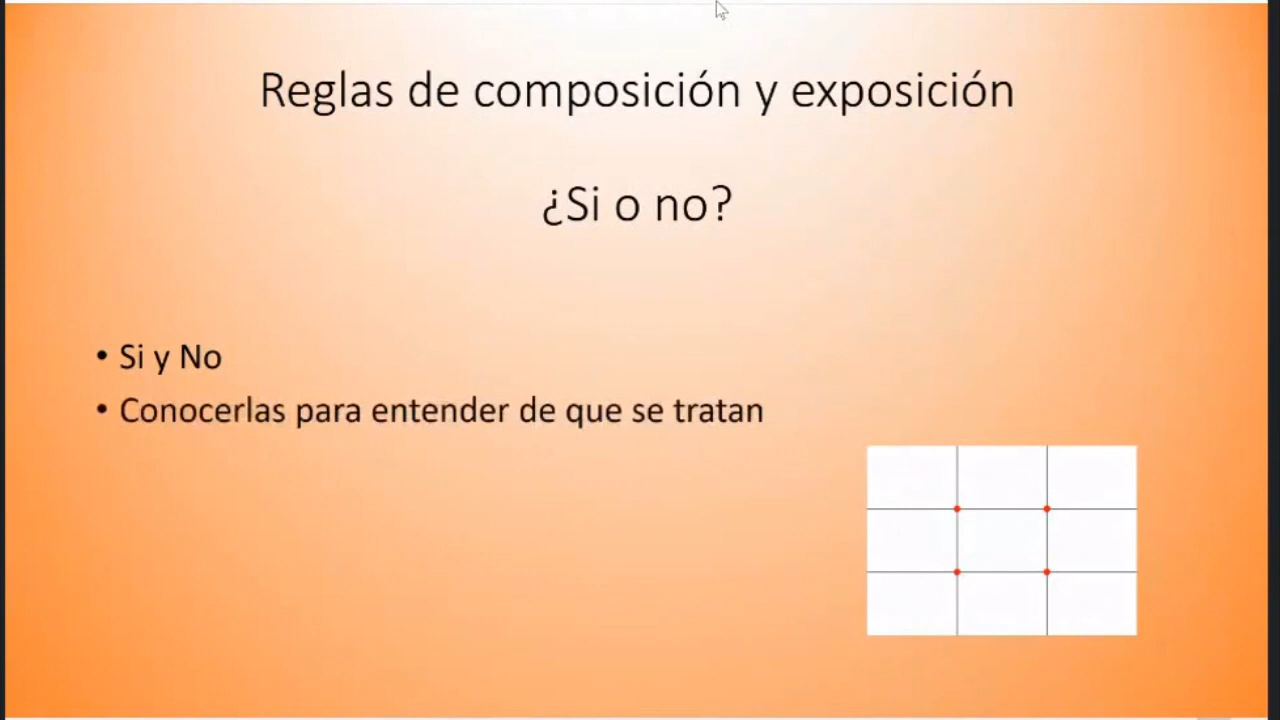 Reglas de composición y exposición
¿Si o no?
• Si y No
• Conocerlas para entender de que se tratan